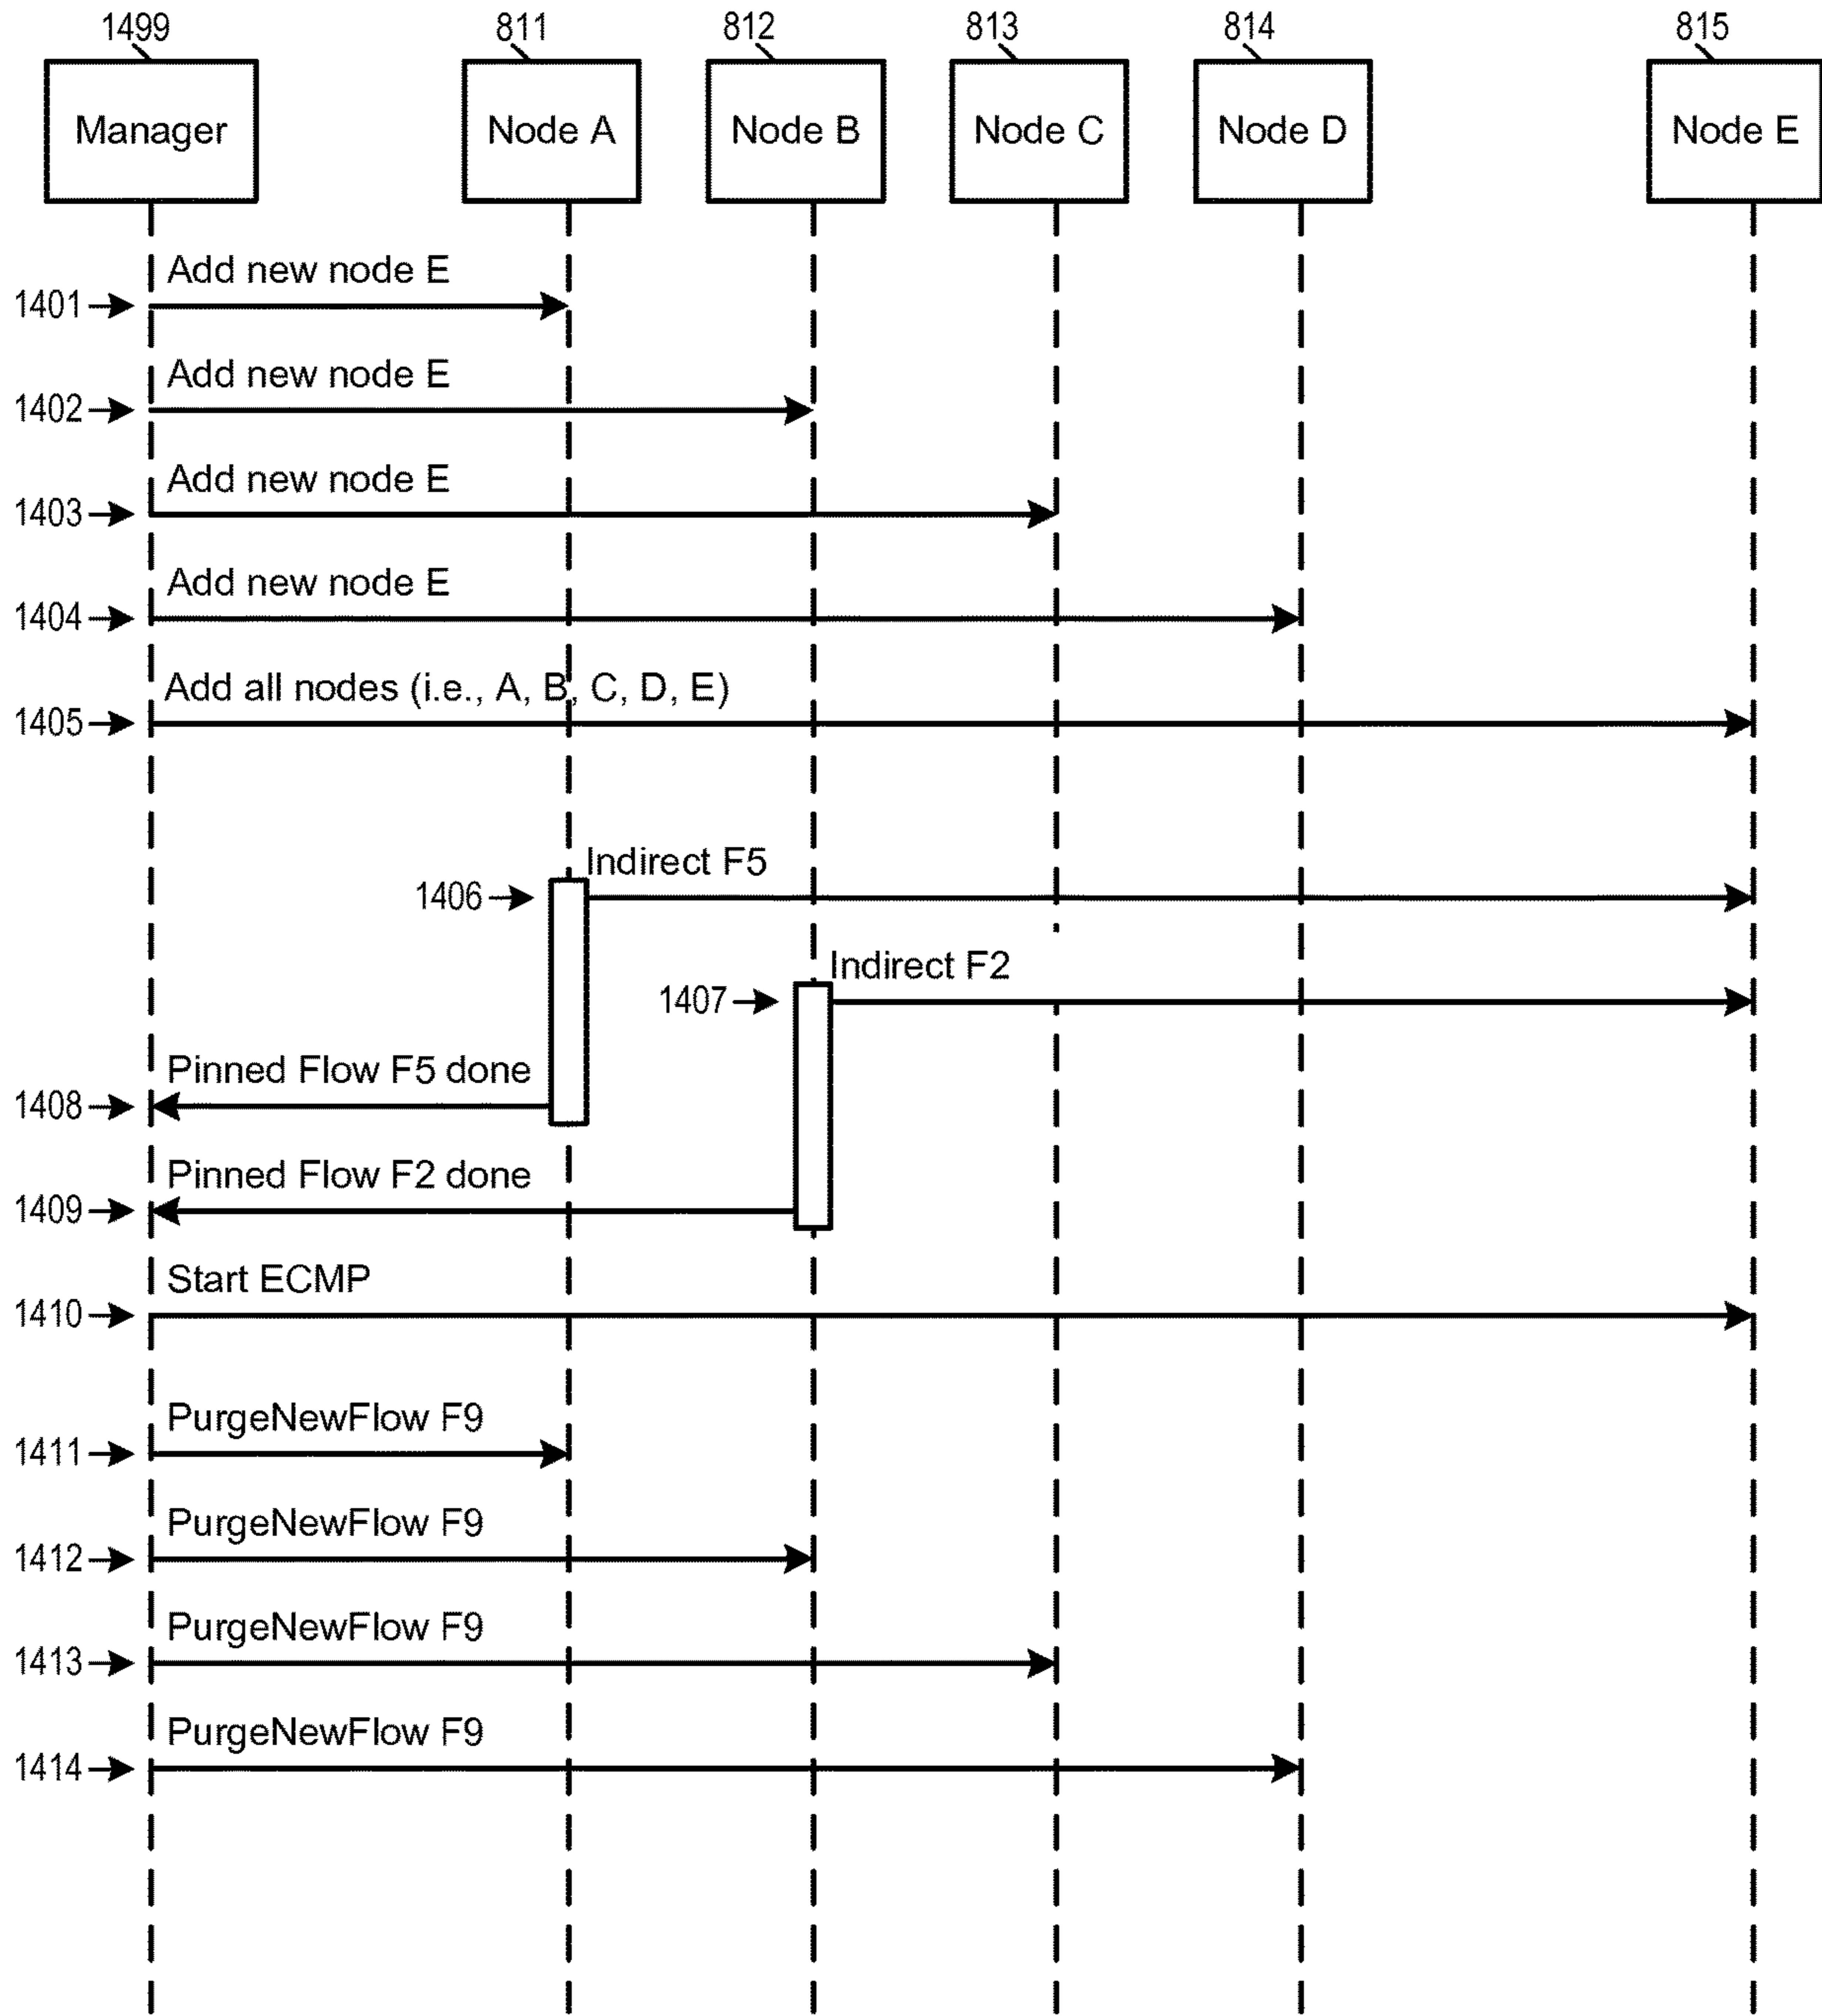 1499 811 812 813 814 815
Manager Node A Node B Node C Node D Node E
Add new node E
1401
Add new node E
1402
Add new node E
1403
Add new node E
1404
Add all nodes (i.e., A, B, C, D, E)
1405
Indirect F5
1406
Indirect F2
1407
Pinned Flow F5 done
1408
Pinned Flow F2 done
1409
Start ECMP
1410
PurgeNewFlow F9
1411
PurgeNewFlow F9
1412
PurgeNewFlow F9
1413
PurgeNewFlow F9
1414